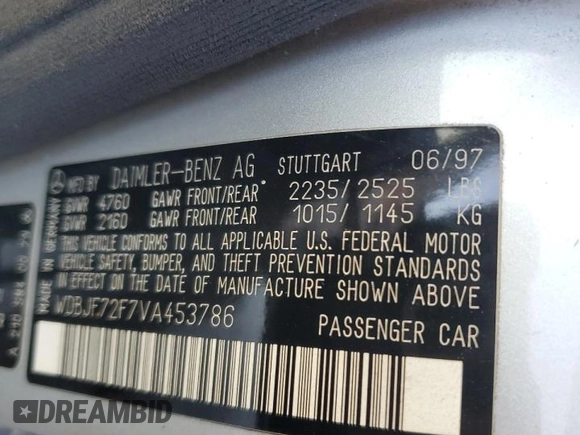 MFD BY DAIMLER-BENZ AG STUTTGART 06/97
GVWR 4760 GAWR FRONT/REAR 2235/2525 LBS
GVWR 2160 GAWR FRONT/REAR 1015/1145 KG
THIS VEHICLE CONFORMS TO ALL APPLICABLE U.S. FEDERAL MOTOR
VEHICLE SAFETY, BUMPER, AND THEFT PREVENTION STANDARDS
IN EFFECT ON THE DATE OF MANUFACTURE SHOWN ABOVE
WDBJF72F7VA453786 PASSENGER CAR
MADE IN GERMANY
DREAMBID